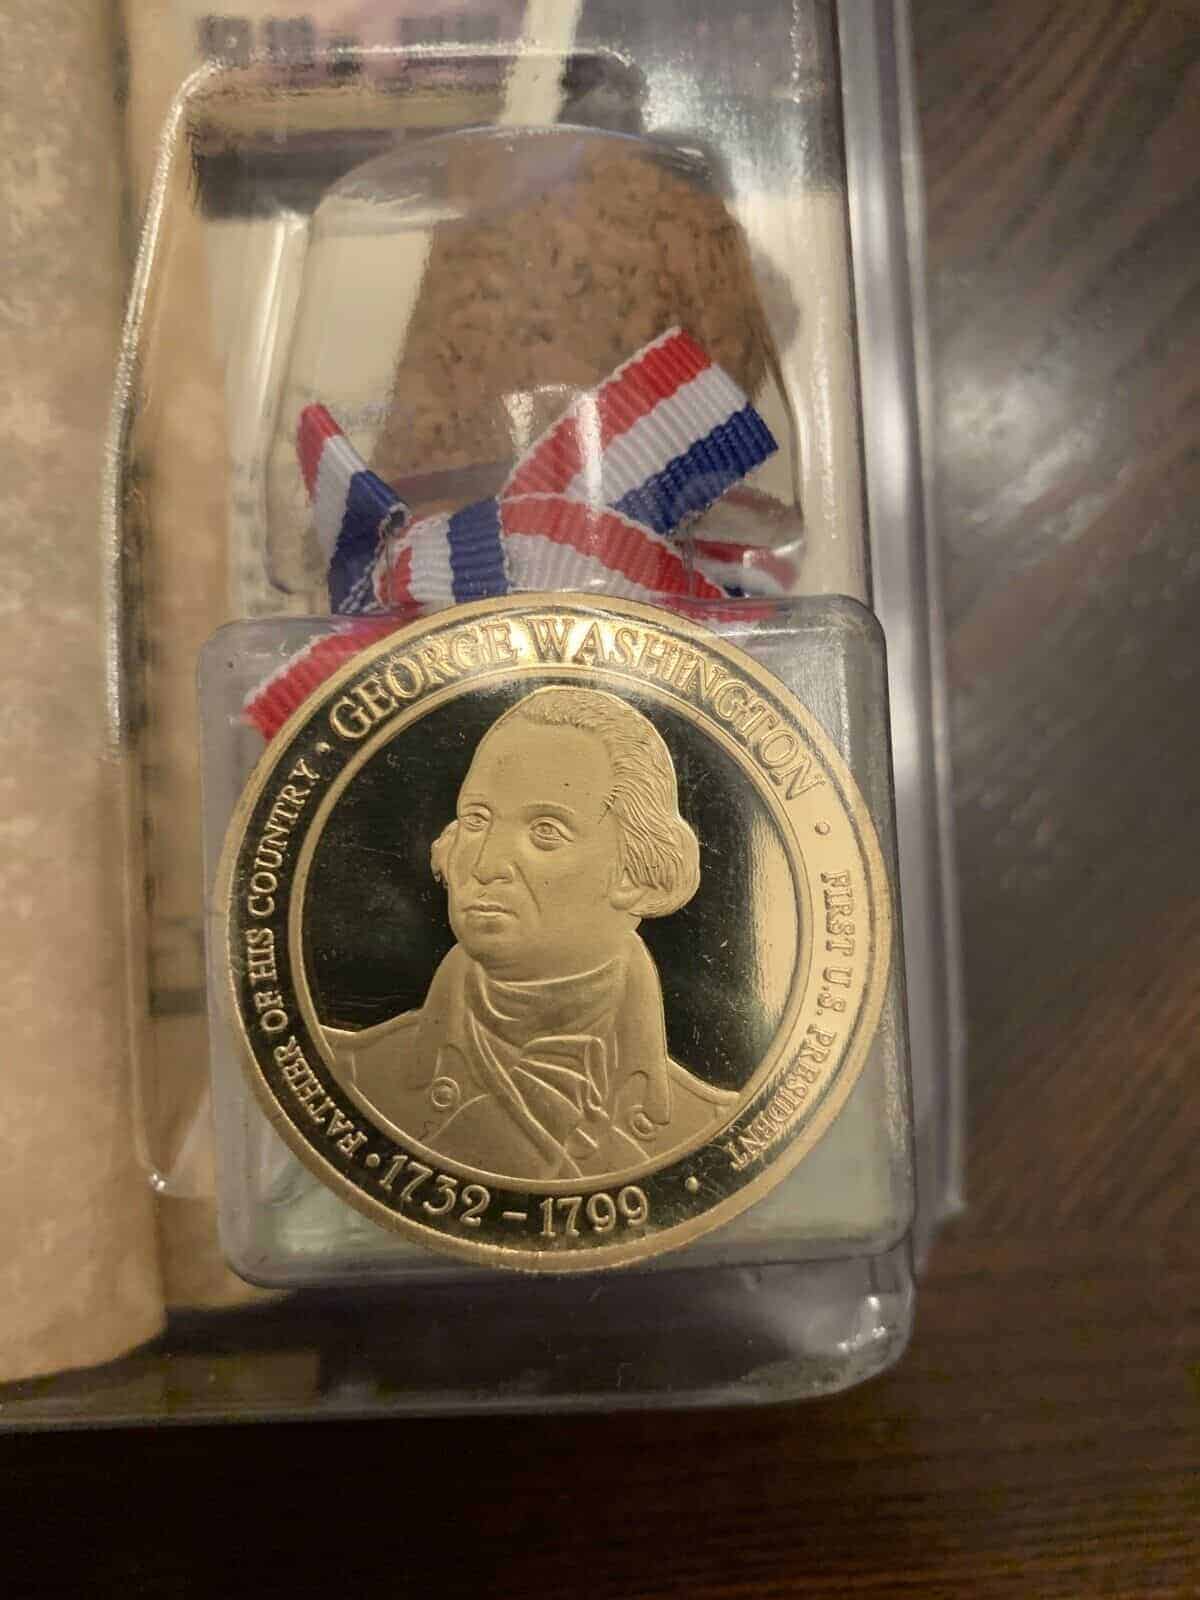 GEORGE WASHINGTON
FIRST U.S. PRESIDENT
1732 - 1799
FATHER OF HIS COUNTRY